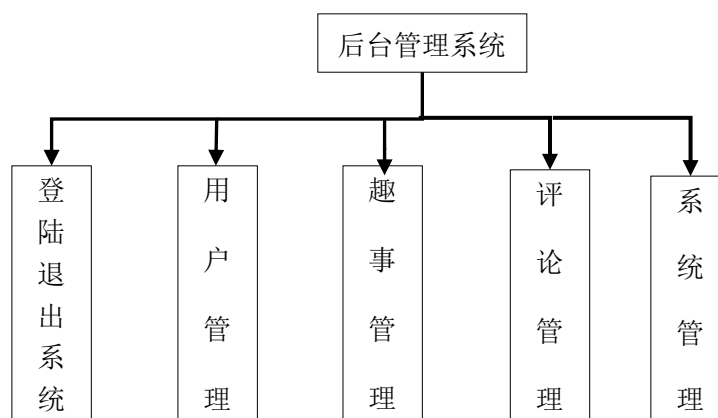 后台管理系统
登陆退出系统
用户管理
趣事管理
评论管理
系统管理